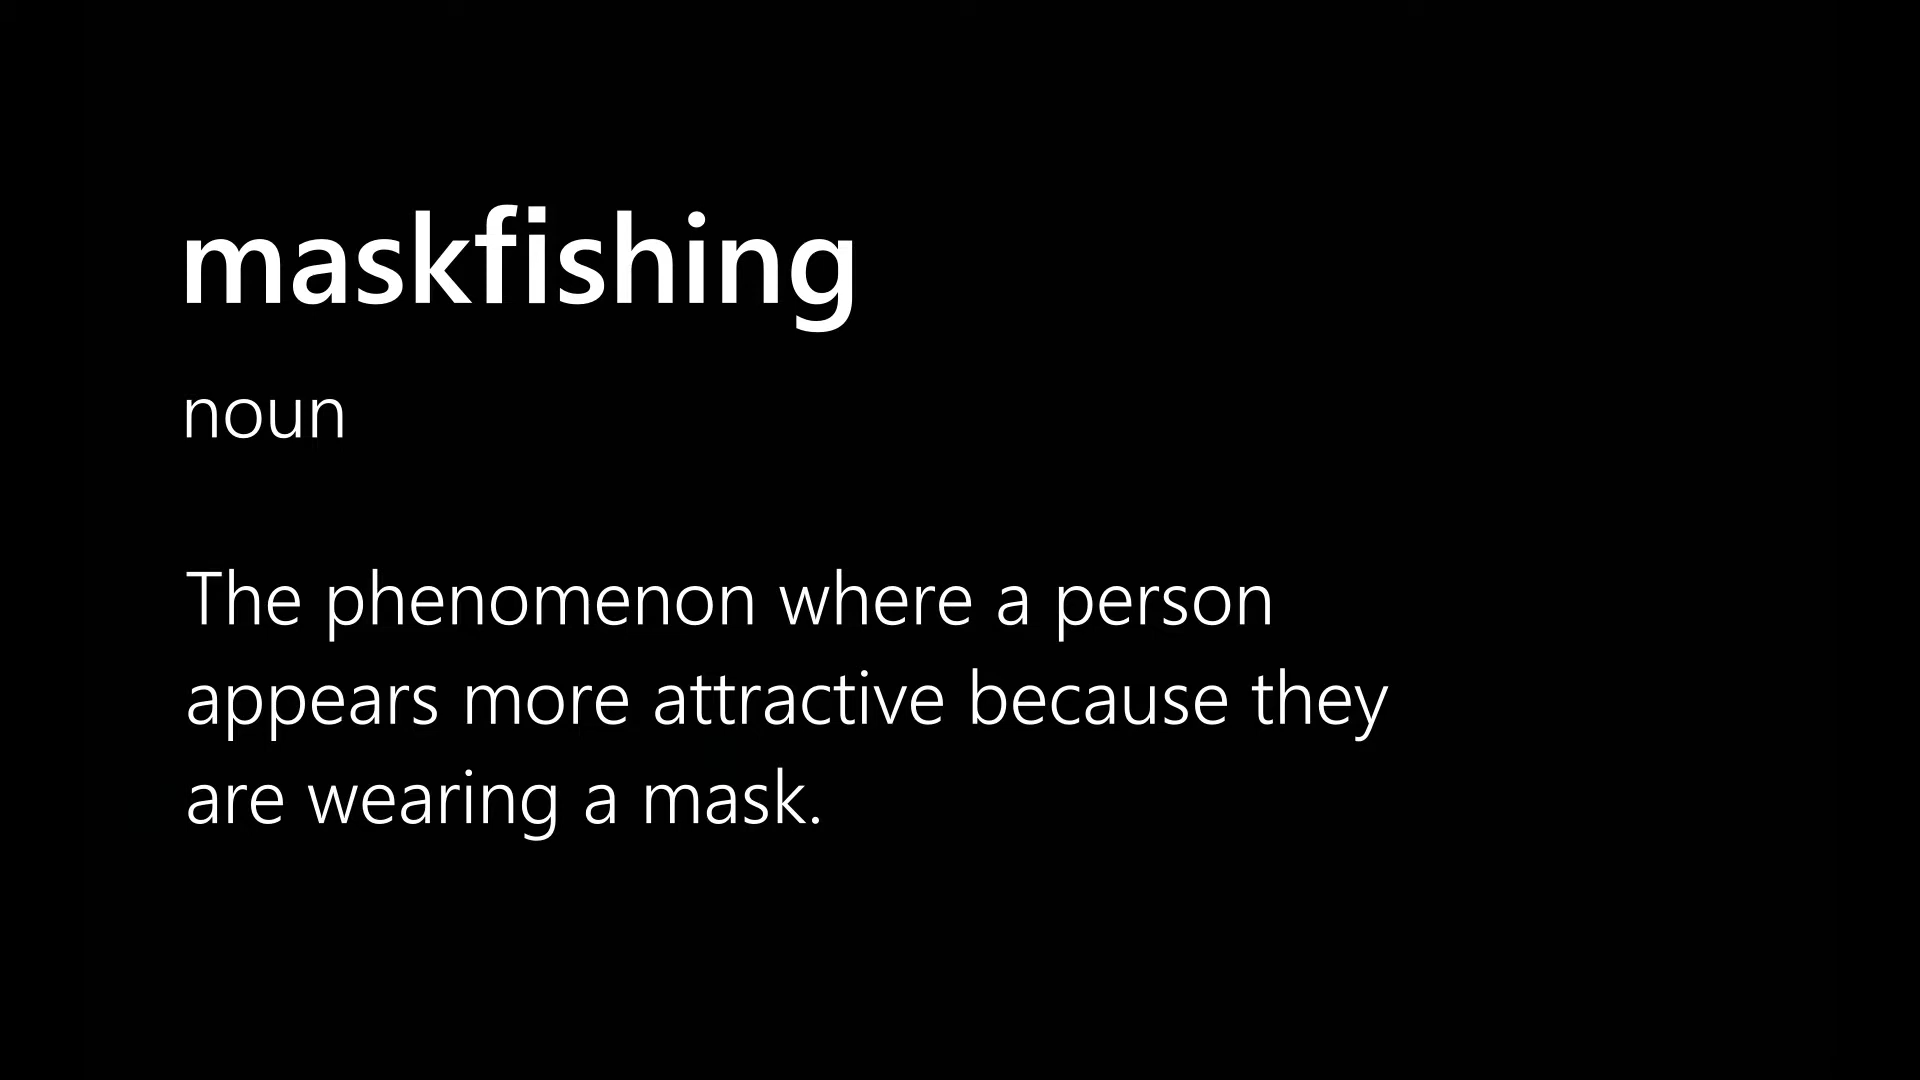 maskfishing
noun
The phenomenon where a person
appears more attractive because they
are wearing a mask.